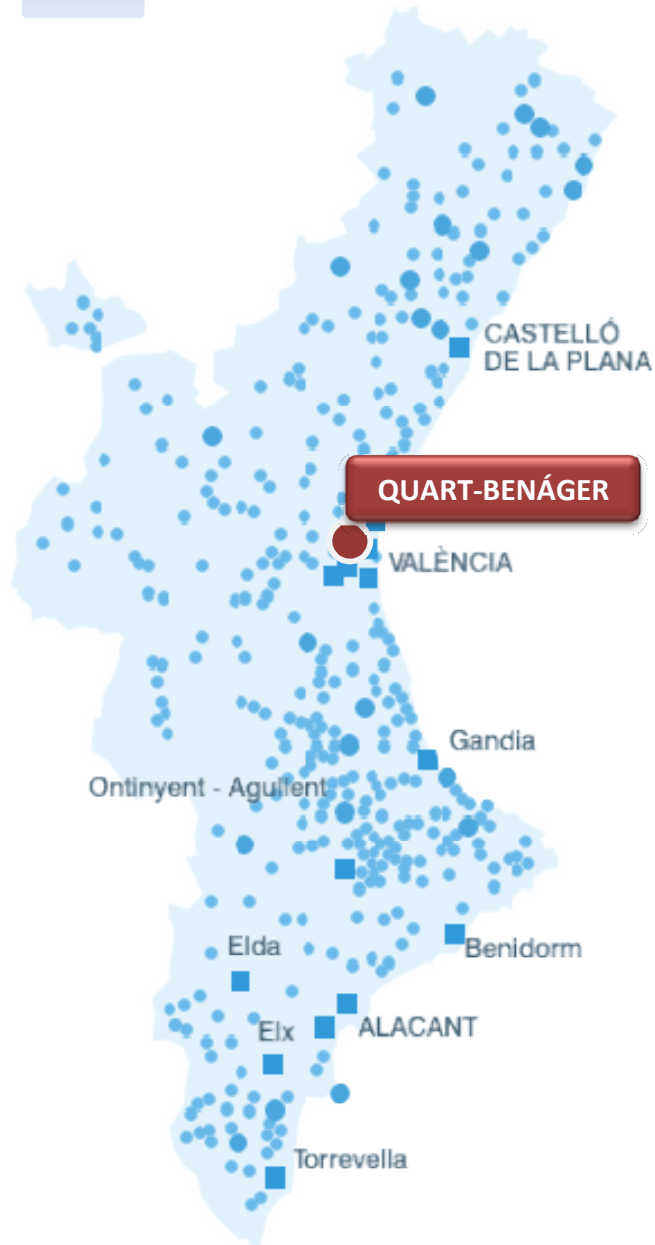 CASTELLÓ
DE LA PLANA
QUART-BENÁGER
VALÈNCIA
Gandia
Ontinyent - Agullent
Elda
Benidorm
Elx
ALACANT
Torrevella